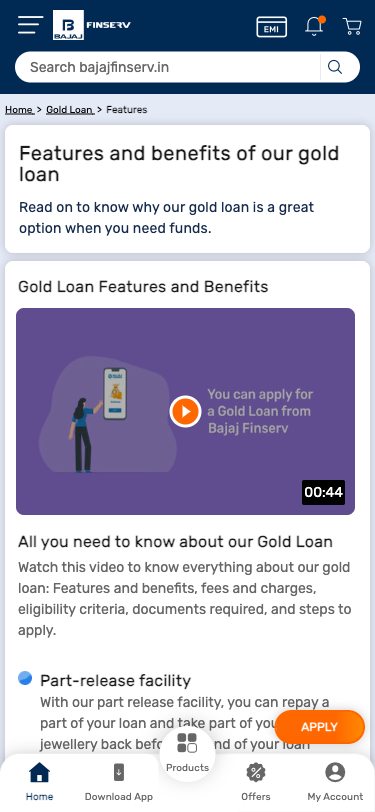 BAJAJ
FINSERV
EMI
Search bajajfinserv.in
Home > Gold Loan > Features
Features and benefits of our gold
loan
Read on to know why our gold loan is a great
option when you need funds.
Gold Loan Features and Benefits
You can apply for
a Gold Loan from
Bajaj Finserv
00:44
All you need to know about our Gold Loan
Watch this video to know everything about our gold
loan: Features and benefits, fees and charges,
eligibility criteria, documents required, and steps to
apply.
Part-release facility
With our part release facility, you can repay a
part of your loan and take part of
APPLY
jewellery back of your loan
Products
Home
Download App
Offers
My Account